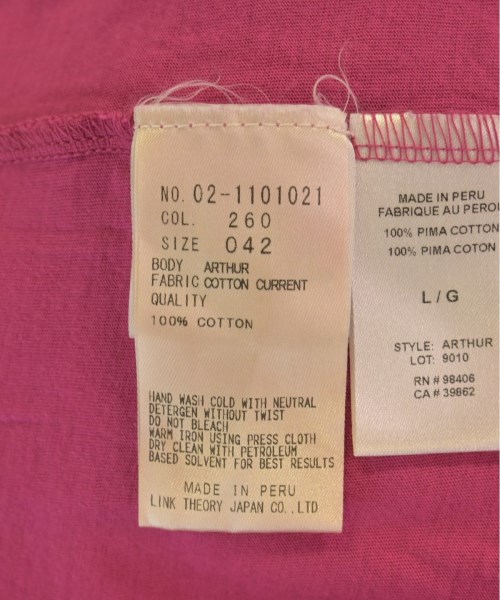 NO. 02-1101021
COL. 260
SIZE 042
BODY ARTHUR
FABRIC COTTON CURRENT
QUALITY
100% COTTON
HAND WASH COLD WITH NEUTRAL
DETERGEN WITHOUT TWIST
DO NOT BLEACH
WARM IRON USING PRESS CLOTH
DRY CLEAN WITH PETROLEUM
BASED SOLVENT FOR BEST RESULTS
MADE IN PERU
LINK THEORY JAPAN CO.,LTD
MADE IN PERU
FABRIQUE AU PEROU
100% PIMA COTTON
100% PIMA COTON
L / G
STYLE: ARTHUR
LOT: 9010
RN # 98406
CA # 39862